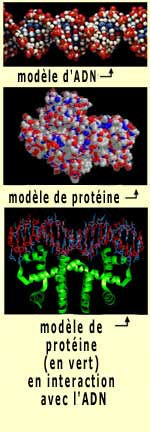 modèle d'ADN
modèle de protéine
modèle de
protéine
(en vert)
en interaction
avec l'ADN